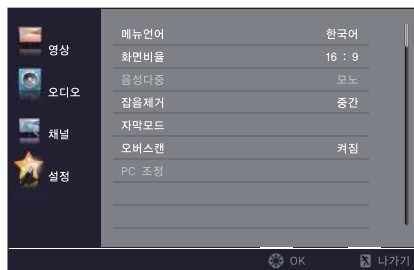 영상
오디오
채널
설정
메뉴언어 한국어
화면비율 16 : 9
음성다중 모노
잡음제거 중간
자막모드
오버스캔 켜짐
PC 조정
OK 나가기